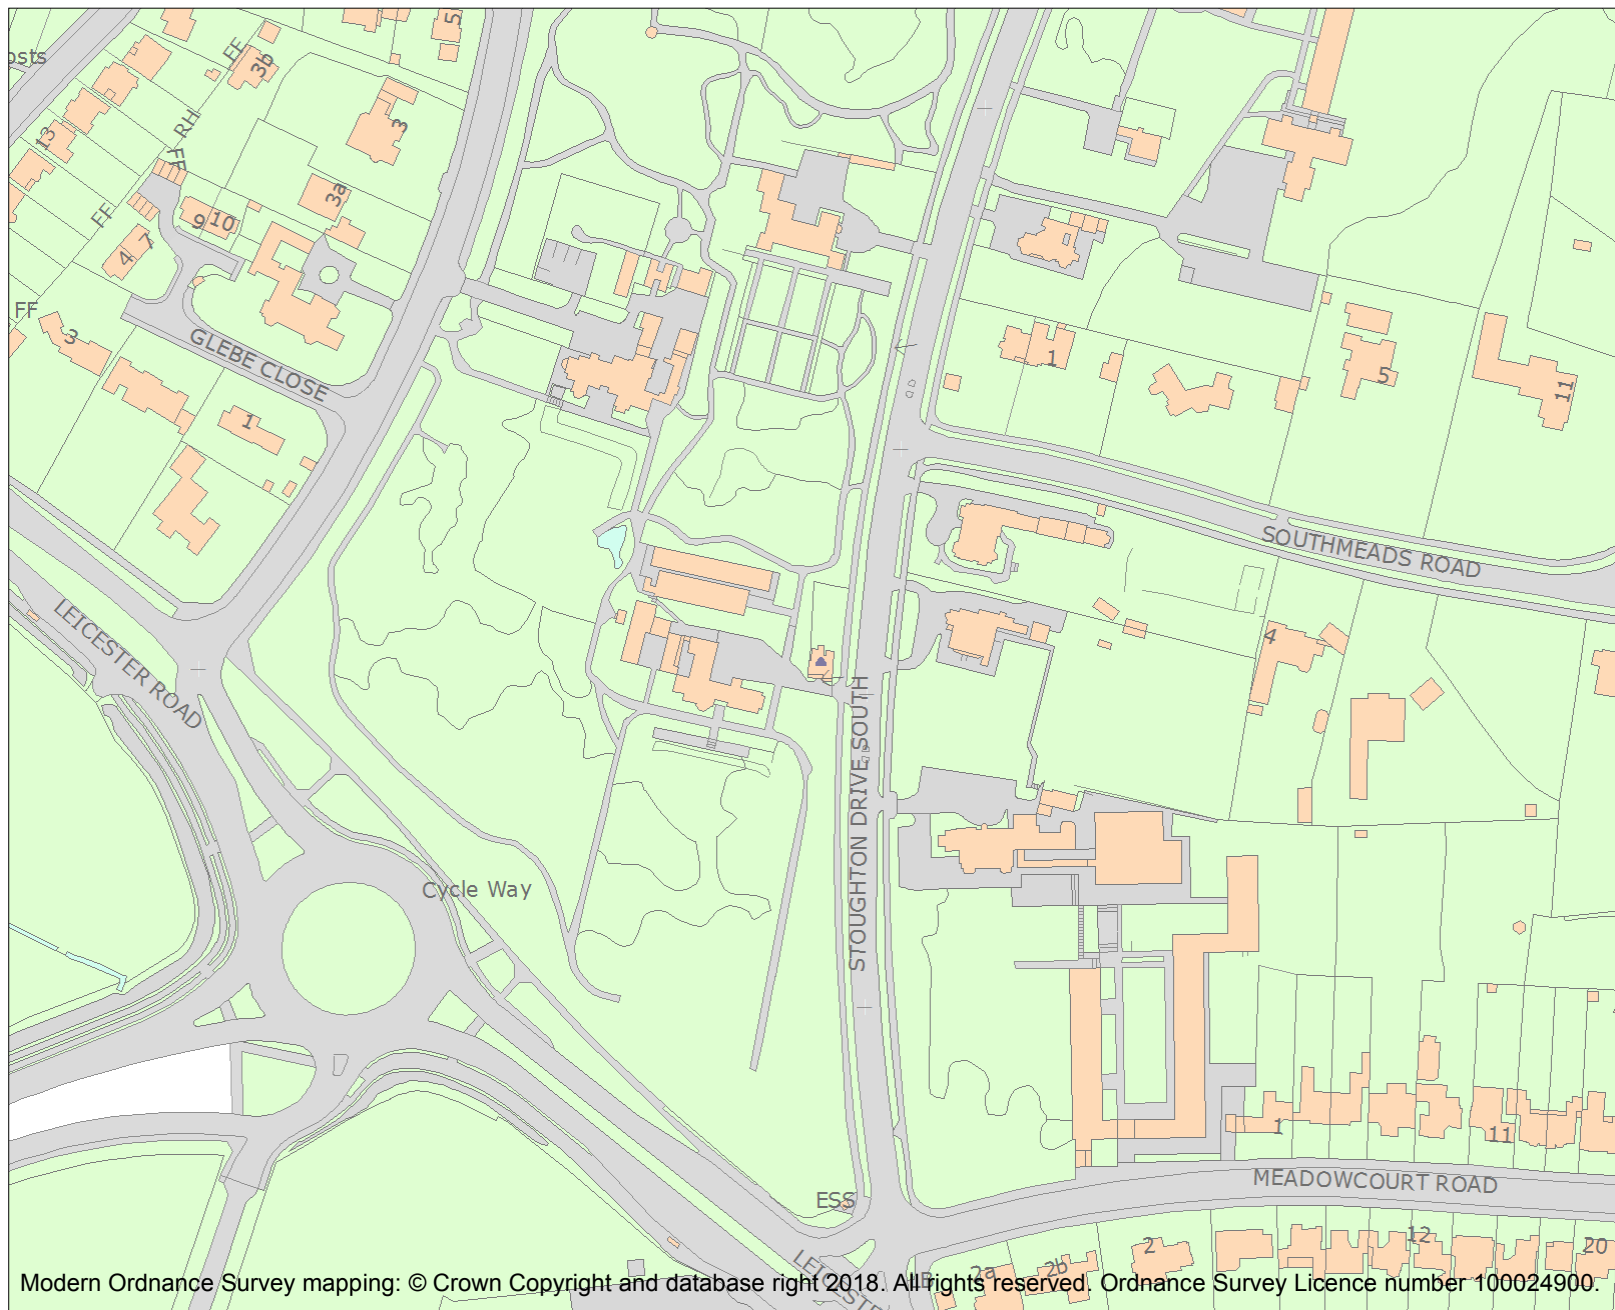 5
osts
FF
3b
3
13
RH
FF
3a
FF
9
10
7
4
FF
3
GLEBE CLOSE
1
1
5
11
SOUTHMEADS ROAD
LEICESTER ROAD
4
STOUGHTON DRIVE SOUTH
Cycle Way
1
11
MEADOWCOURT ROAD
ESS
12
2
20
2a
2b
LB
Modern Ordnance Survey mapping: © Crown Copyright and database right 2018. All rights reserved. Ordnance Survey Licence number 100024900.